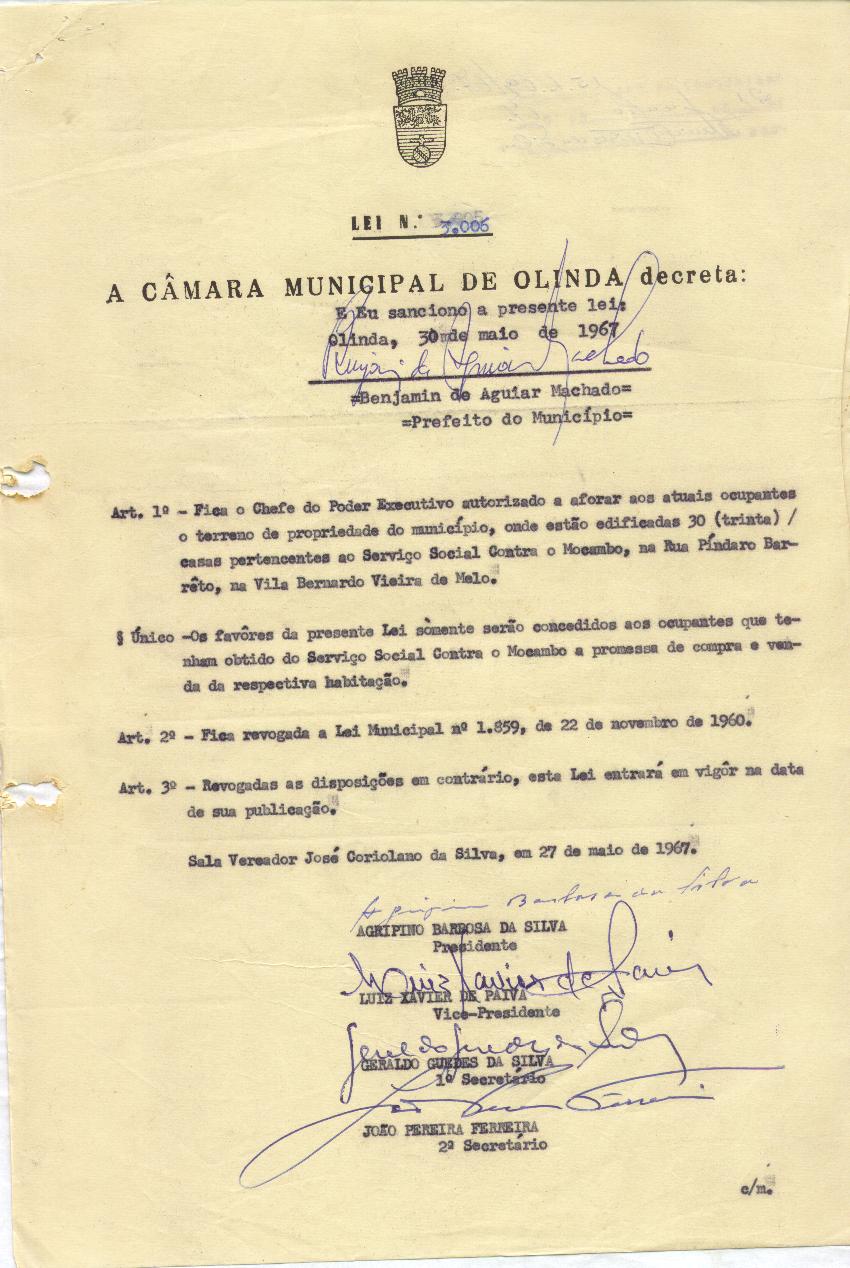 LEI N.º 3.006
A CÂMARA MUNICIPAL DE OLINDA decreta:
E Eu sanciono a presente lei:
Olinda, 30 de maio de 1967
Benjamin de Aguiar Machado
=Benjamin de Aguiar Machado=
=Prefeito do Município=
Art. 1º - Fica o Chefe do Poder Executivo autorizado a aforar aos atuais ocupantes
o terreno de propriedade do município, onde estão edificadas 30 (trinta) /
casas pertencentes ao Serviço Social Contra o Mocambo, na Rua Píndaro Bar-
rêto, na Vila Bernardo Vieira de Melo.
§ Único -Os favôres da presente Lei sòmente serão concedidos aos ocupantes que te-
nham obtido do Serviço Social Contra o Mocambo a promessa de compra e ven-
da da respectiva habitação.
Art. 2º - Fica revogada a Lei Municipal nº 1.859, de 22 de novembro de 1960.
Art. 3º - Revogadas as disposições em contrário, esta Lei entrará em vigôr na data
de sua publicação.
Sala Vereador José Coriolano da Silva, em 27 de maio de 1967.
Agripino Barbosa da Silva
AGRIPINO BARBOSA DA SILVA
Presidente
Luiz Xavier de Paiva
LUIZ XAVIER DE PAIVA
Vice-Presidente
GERALDO GUEDES DA SILVA
1º Secretário
JOÃO PEREIRA FERREIRA
2º Secretário
c/m.